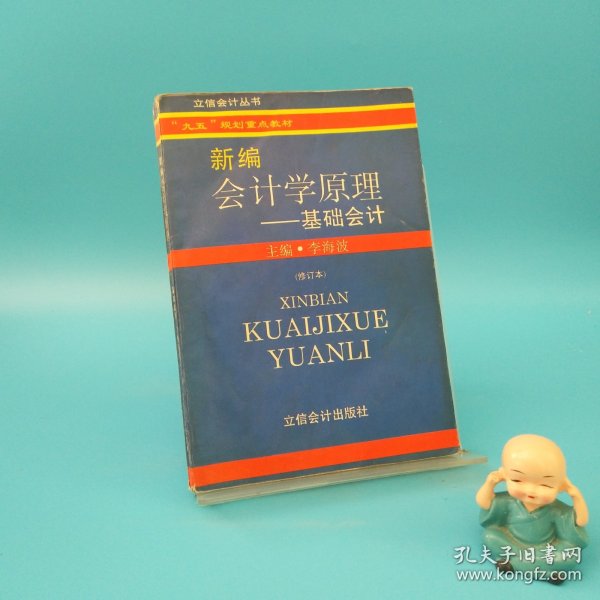 立信会计丛书
"九五"规划重点教材
新编
会计学原理
——基础会计
主编·李海波
(修订本)
XINBIAN
KUAIJIXUE
YUANLI
立信会计出版社
孔夫子旧书网
www.kongfz.com